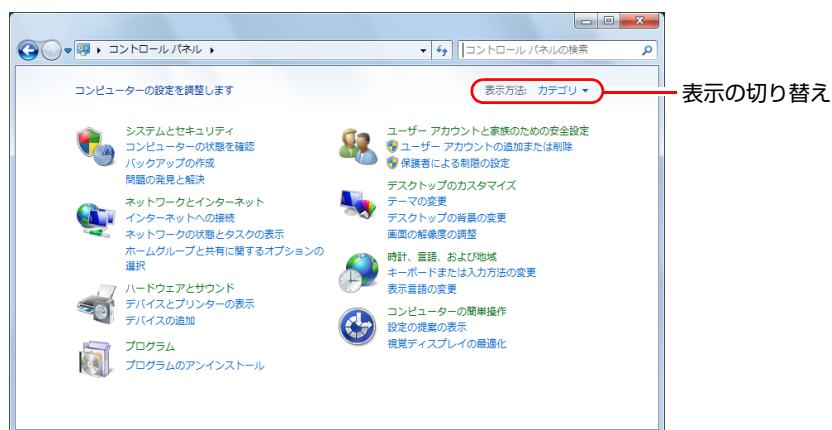 コントロール パネル
コントロール パネルの検索
コンピューターの設定を調整します
表示方法: カテゴリ
表示の切り替え
システムとセキュリティ
コンピューターの状態を確認
バックアップの作成
問題の発見と解決
ネットワークとインターネット
インターネットへの接続
ネットワークの状態とタスクの表示
ホームグループと共有に関するオプションの
選択
ハードウェアとサウンド
デバイスとプリンターの表示
デバイスの追加
プログラム
プログラムのアンインストール
ユーザー アカウントと家族のための安全設定
ユーザー アカウントの追加または削除
保護者による制限の設定
デスクトップのカスタマイズ
テーマの変更
デスクトップの背景の変更
画面の解像度の調整
時計、言語、および地域
キーボードまたは入力方法の変更
表示言語の変更
コンピューターの簡単操作
設定の提案の表示
視覚ディスプレイの最適化